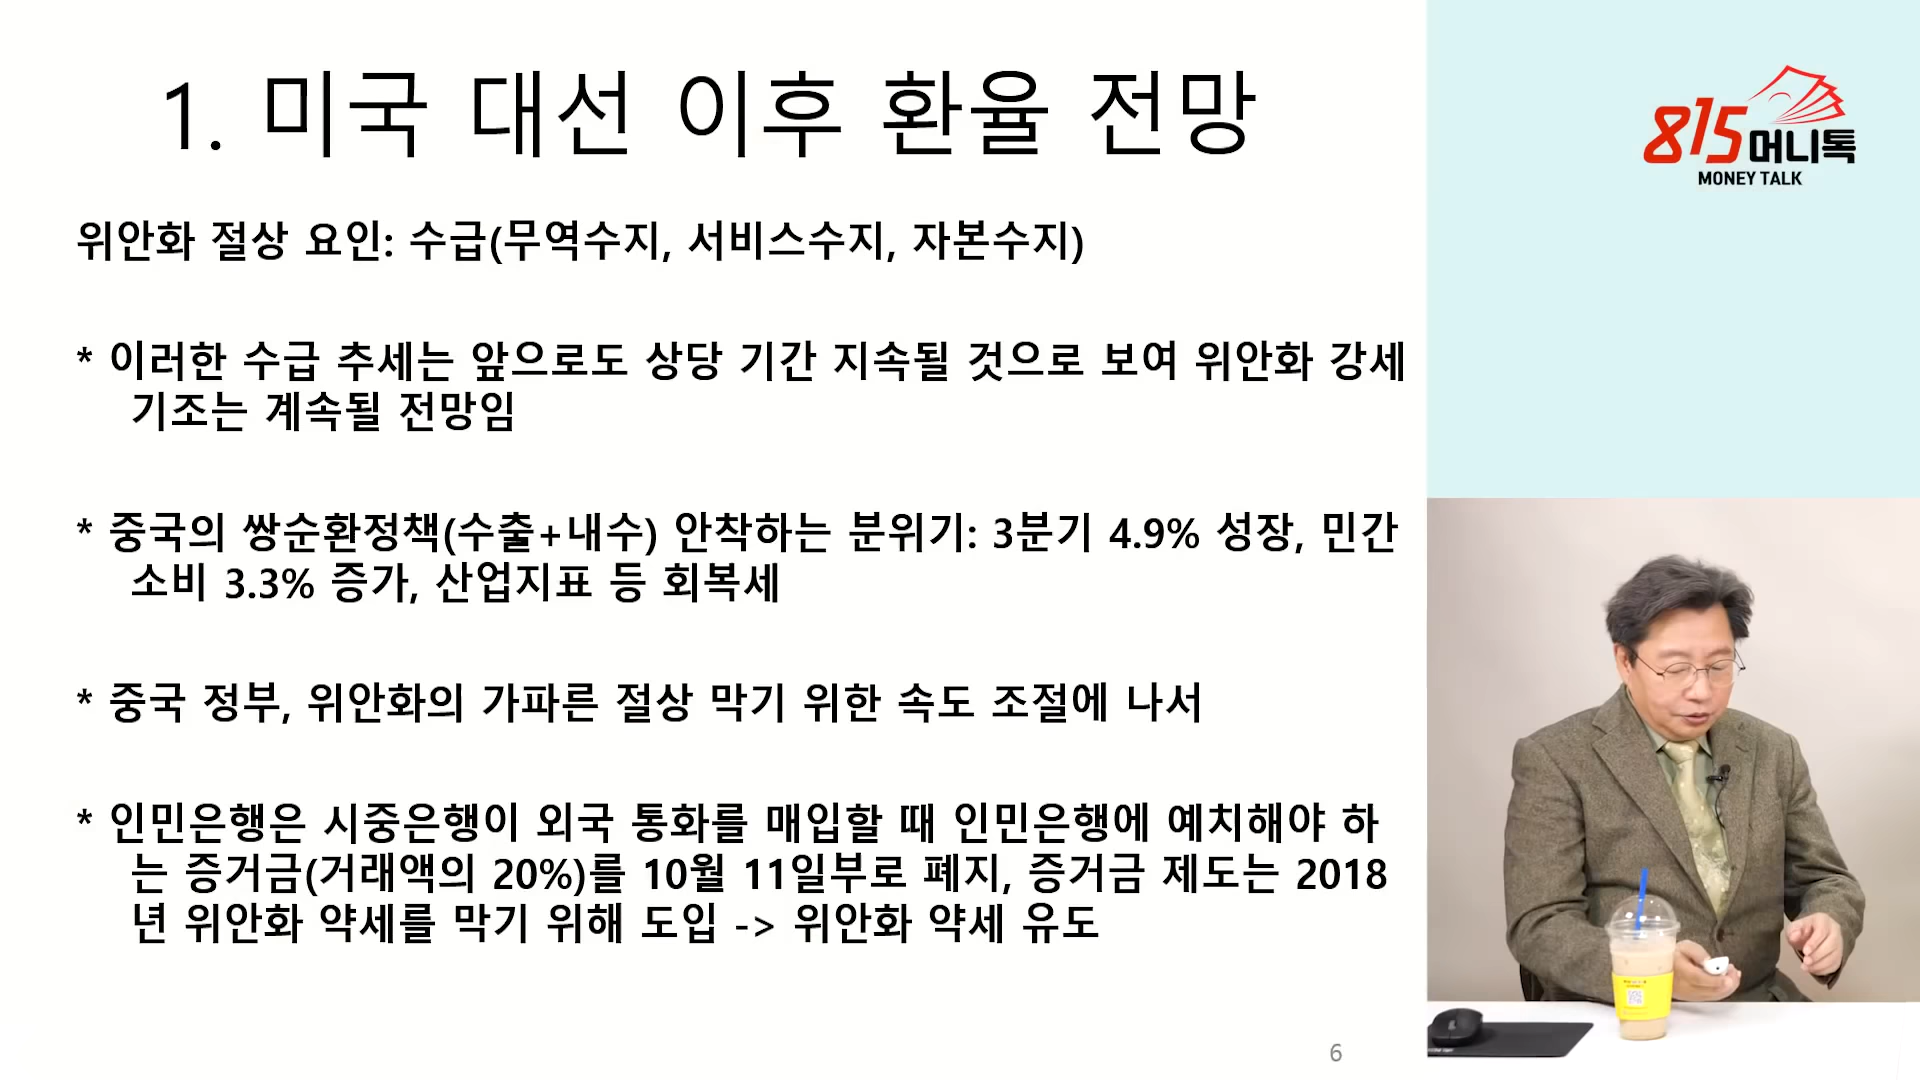 1. 미국 대선 이후 환율 전망
815머니톡
MONEY TALK
위안화 절상 요인: 수급(무역수지, 서비스수지, 자본수지)
* 이러한 수급 추세는 앞으로도 상당 기간 지속될 것으로 보여 위안화 강세
기조는 계속될 전망임
* 중국의 쌍순환정책(수출+내수) 안착하는 분위기: 3분기 4.9% 성장, 민간
소비 3.3% 증가, 산업지표 등 회복세
* 중국 정부, 위안화의 가파른 절상 막기 위한 속도 조절에 나서
* 인민은행은 시중은행이 외국 통화를 매입할 때 인민은행에 예치해야 하
는 증거금(거래액의 20%)를 10월 11일부로 폐지, 증거금 제도는 2018
년 위안화 약세를 막기 위해 도입 -> 위안화 약세 유도
6